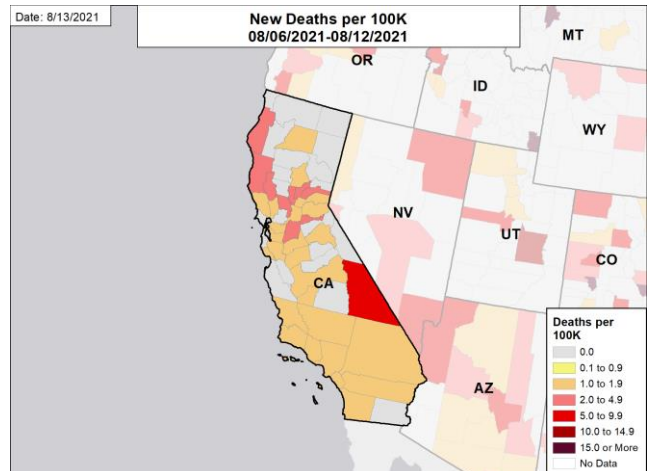 Date: 8/13/2021
New Deaths per 100K
08/06/2021-08/12/2021
MT
OR
ID
WY
NV
UT
CO
CA
AZ
Deaths per
100K
0.0
0.1 to 0.9
1.0 to 1.9
2.0 to 4.9
5.0 to 9.9
10.0 to 14.9
15.0 or More
No Data